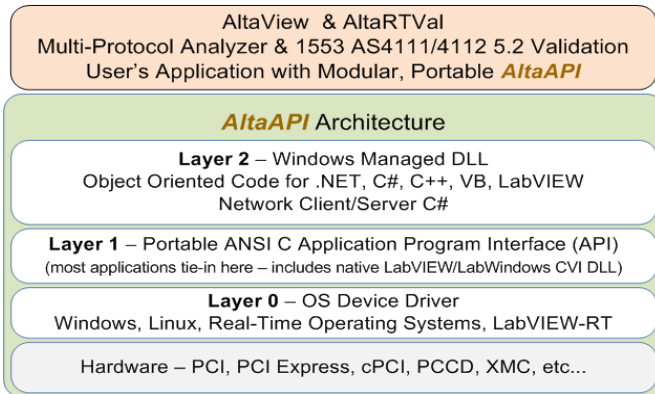 AltaView & AltaRTVal
Multi-Protocol Analyzer & 1553 AS4111/4112 5.2 Validation
User's Application with Modular, Portable AltaAPI
AltaAPI Architecture
Layer 2 – Windows Managed DLL
Object Oriented Code for .NET, C#, C++, VB, LabVIEW
Network Client/Server C#
Layer 1 – Portable ANSI C Application Program Interface (API)
(most applications tie-in here – includes native LabVIEW/LabWindows CVI DLL)
Layer 0 – OS Device Driver
Windows, Linux, Real-Time Operating Systems, LabVIEW-RT
Hardware – PCI, PCI Express, cPCI, PCCD, XMC, etc...